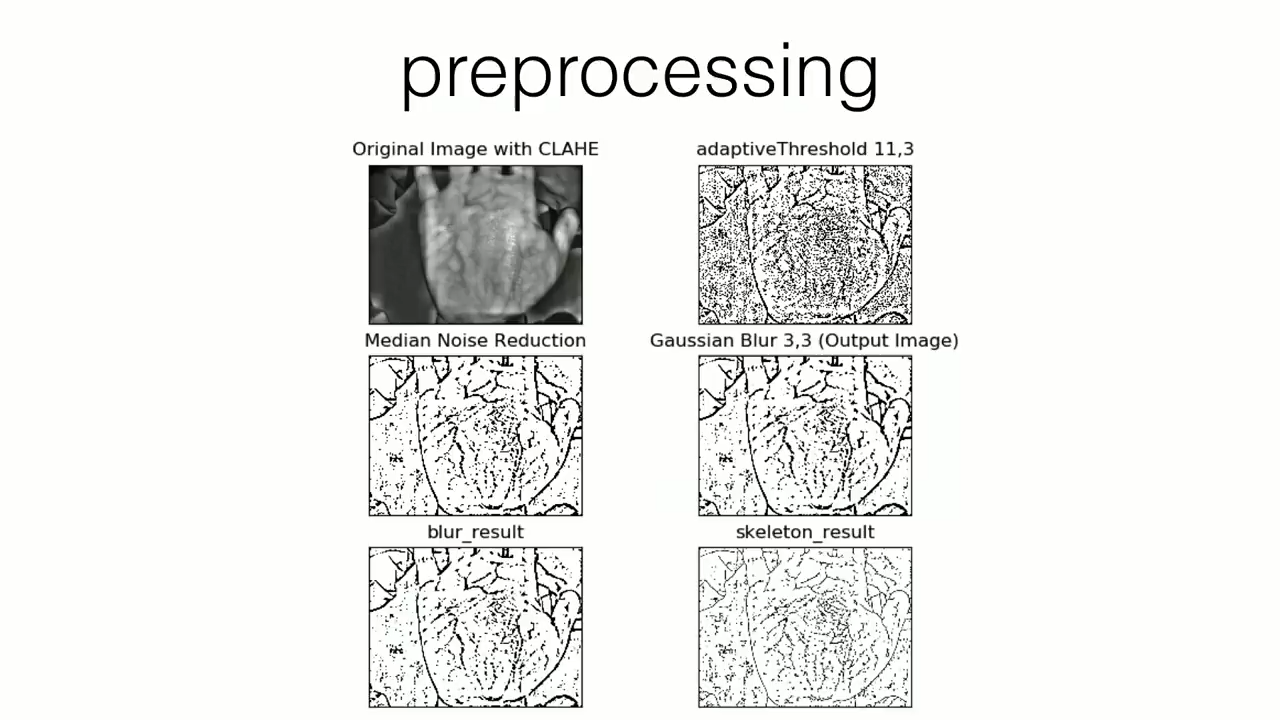 preprocessing
Original Image with CLAHE
adaptiveThreshold 11,3
Median Noise Reduction
Gaussian Blur 3,3 (Output Image)
blur_result
skeleton_result